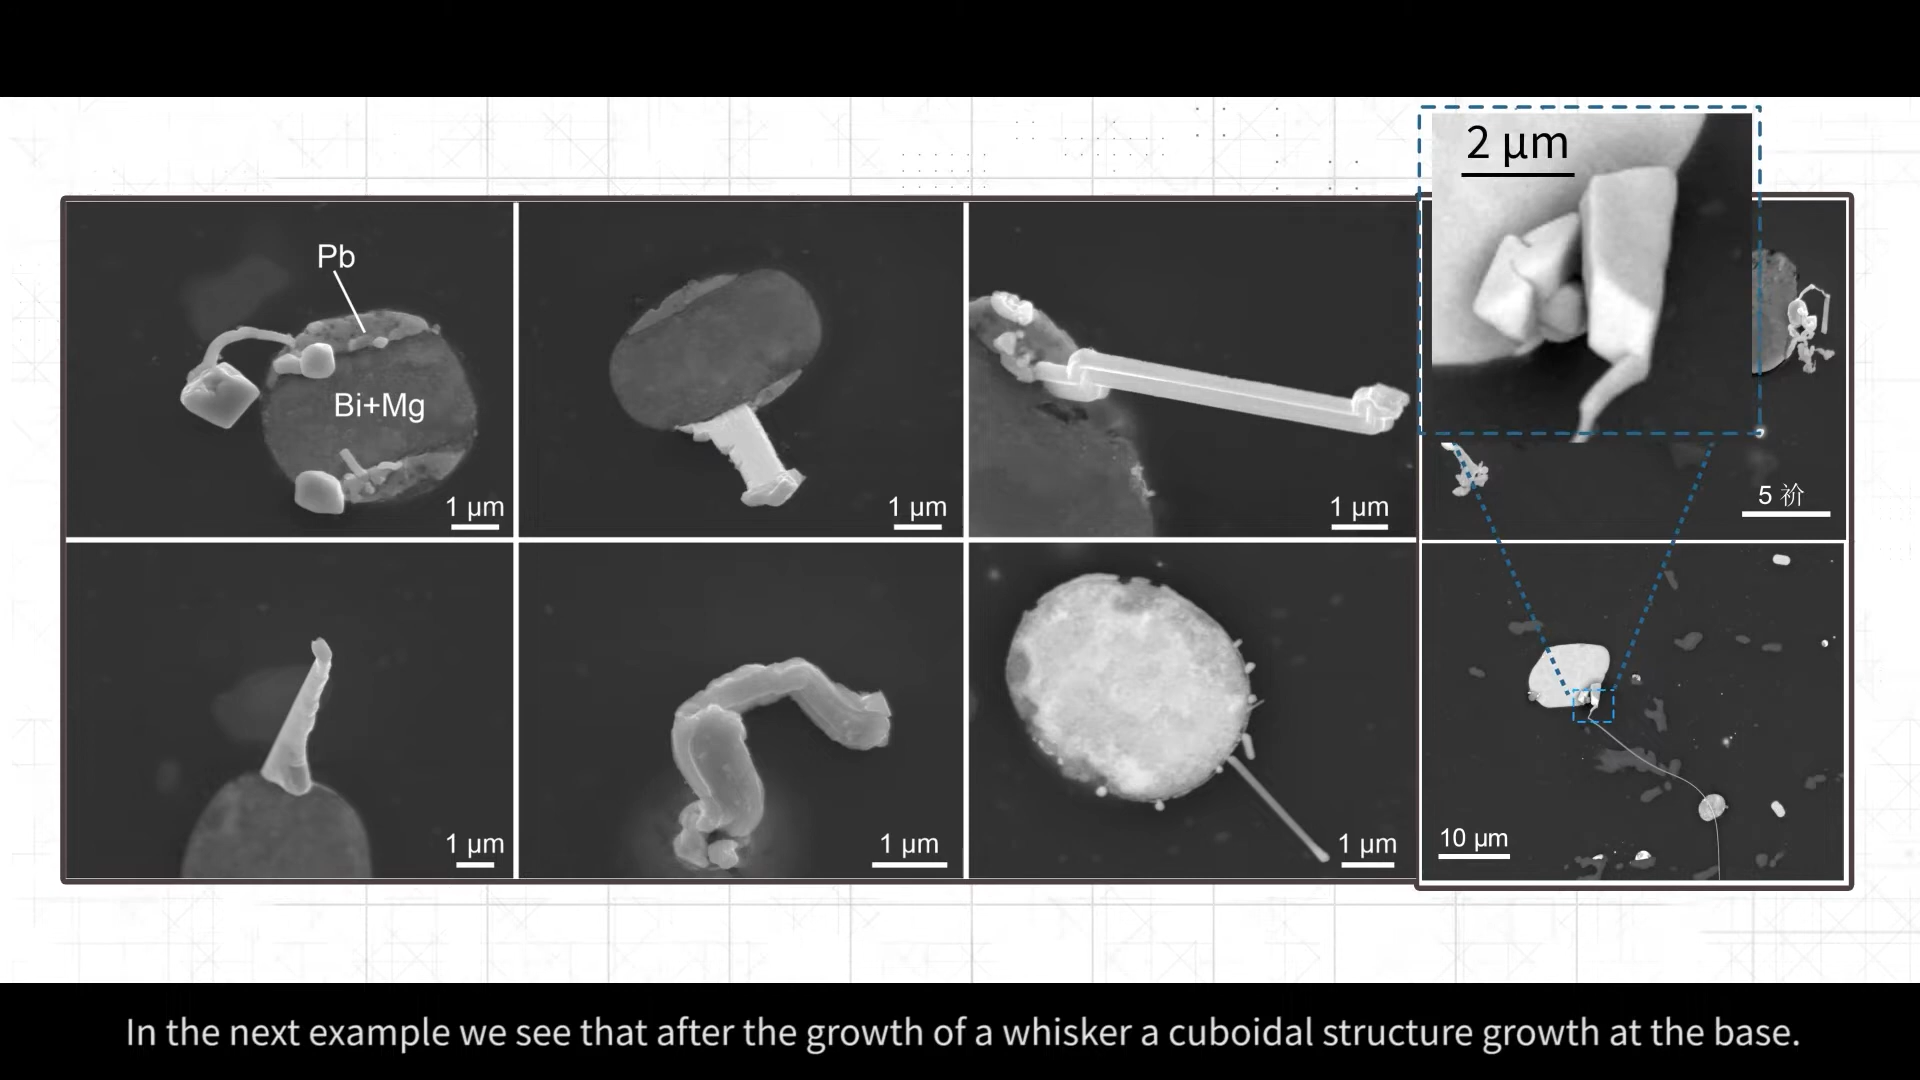 2 µm
Pb
Bi+Mg
1 µm
1 µm
1 µm
5 衸
1 µm
1 µm
1 µm
10 µm
In the next example we see that after the growth of a whisker a cuboidal structure growth at the base.